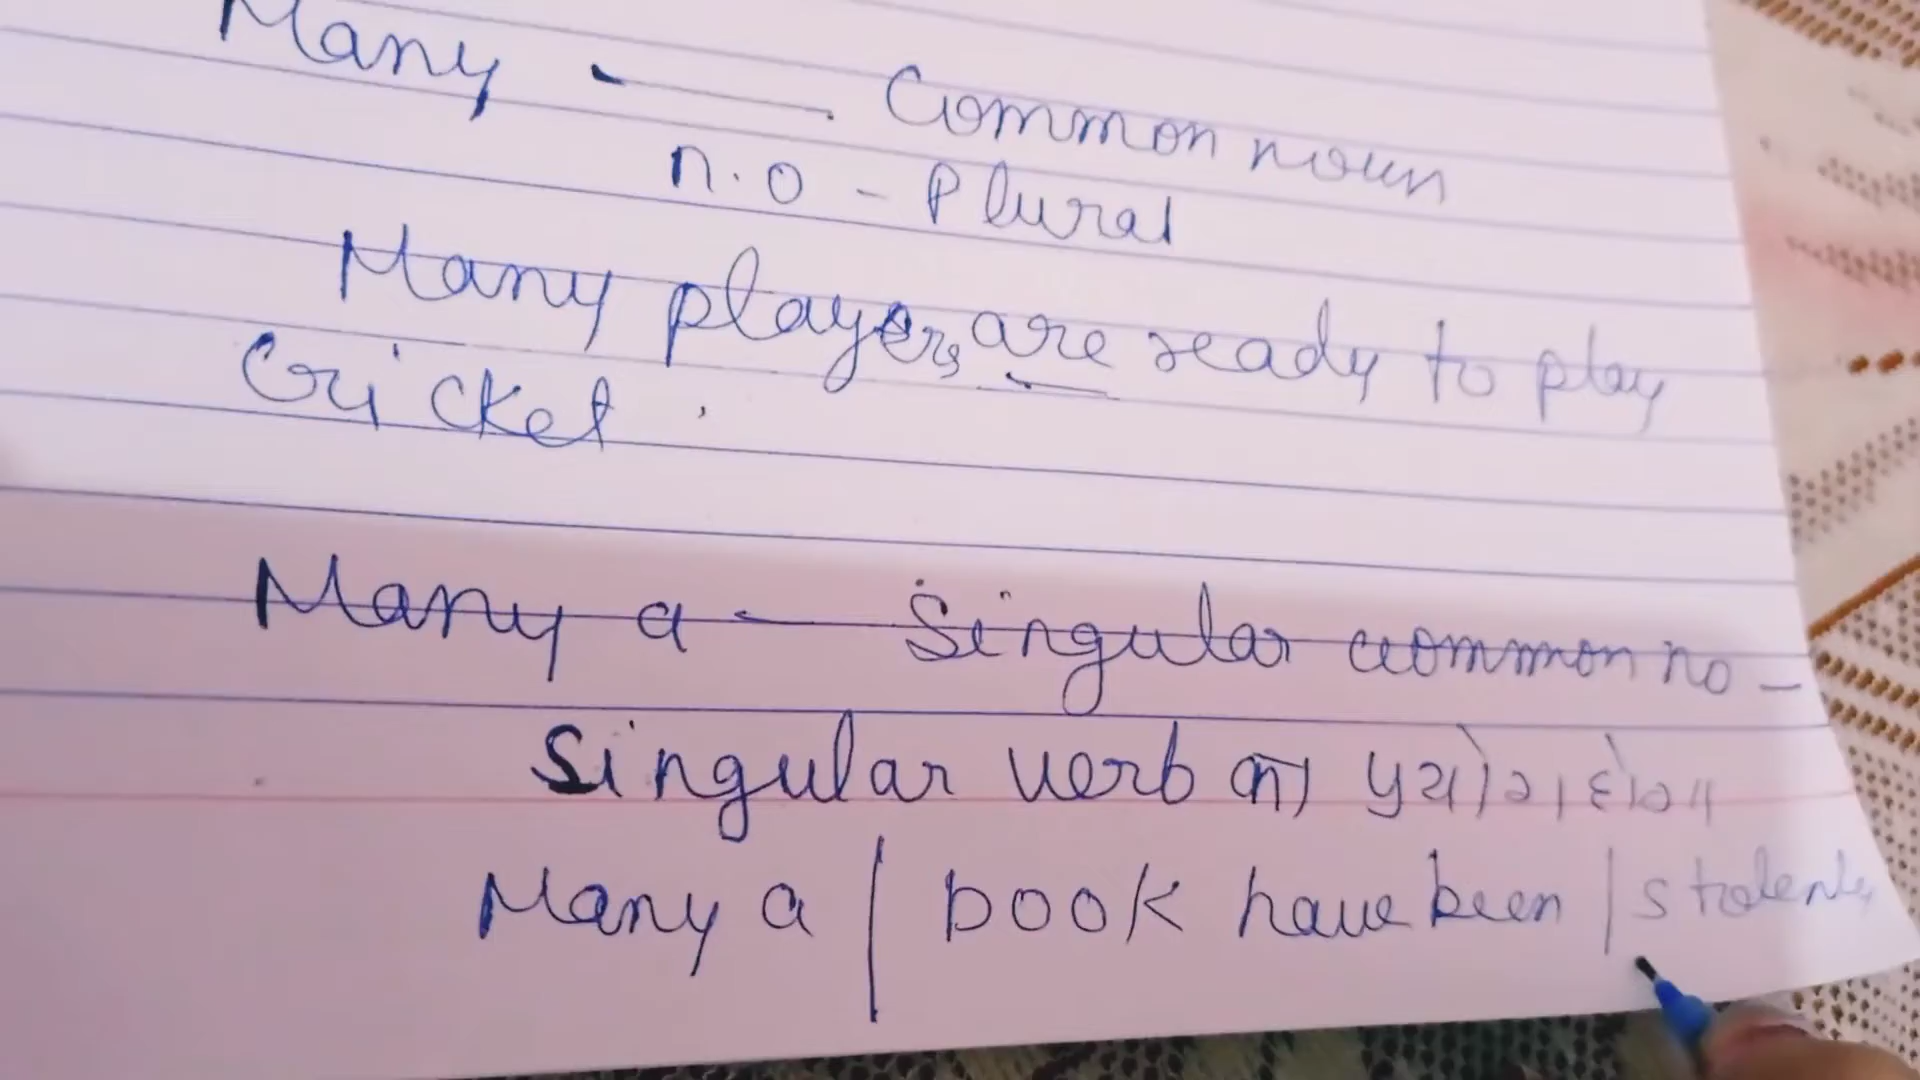 Many — Common noun
n.o - Plural
Many players are ready to play
Cricket .
Many a — Singular common no -
Singular verb का प्रयोग होता
Many a | book have been | stolen